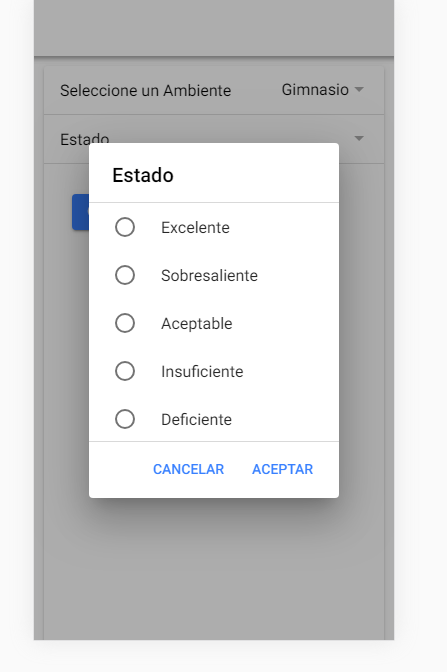 Seleccione un Ambiente Gimnasio
Estado
Estado
Excelente
Sobresaliente
Aceptable
Insuficiente
Deficiente
CANCELAR ACEPTAR